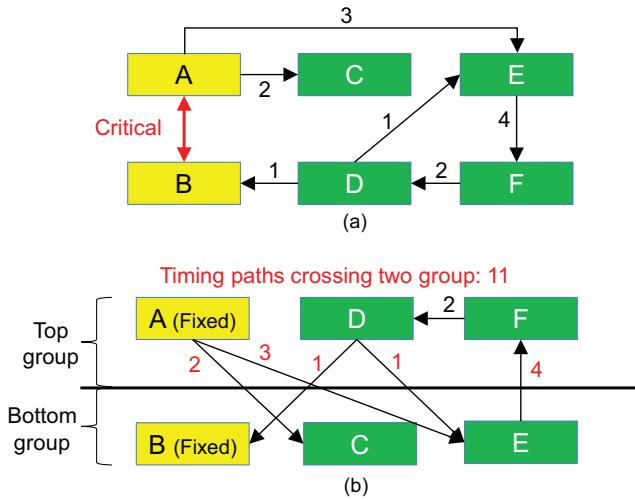 3
A
C
E
2
Critical
1
4
B
1
D
2
F
(a)
Timing paths crossing two group: 11
A (Fixed)
D
2
F
Top
group
2
3
1
1
4
Bottom
group
B (Fixed)
C
E
(b)